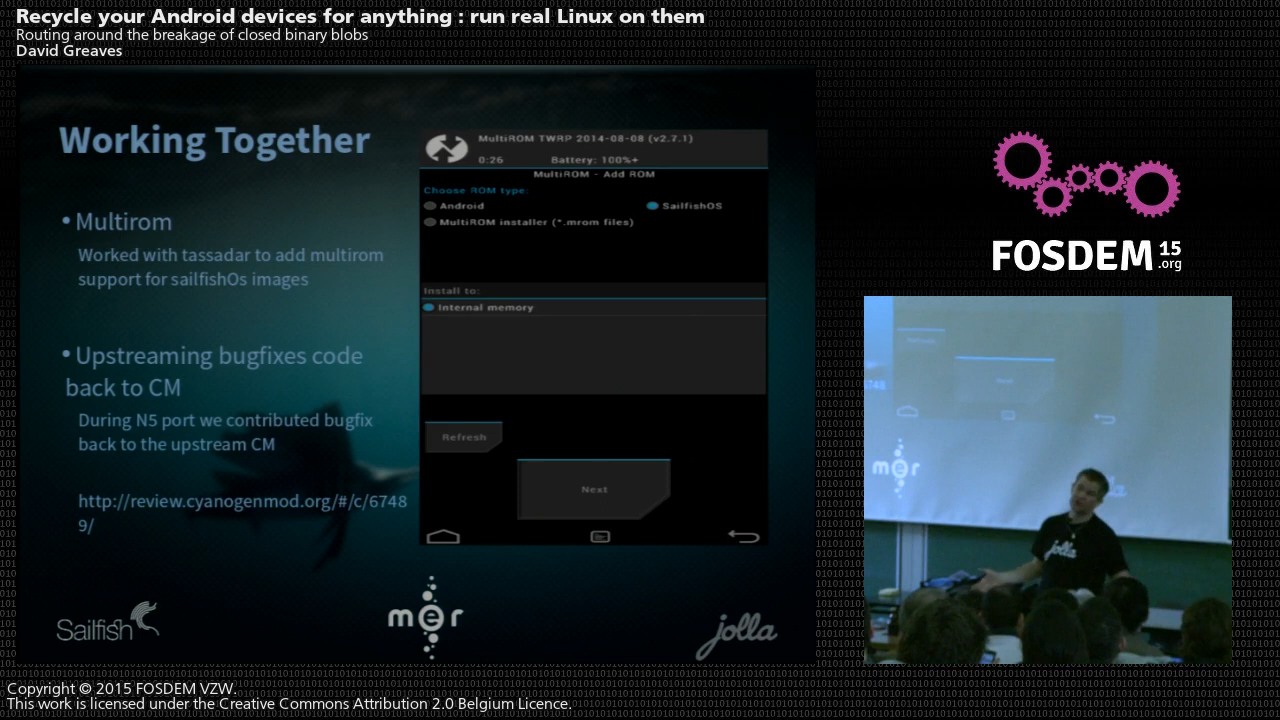 Recycle your Android devices for anything : run real Linux on them
Routing around the breakage of closed binary blobs
David Greaves
Working Together
• Multirom
Worked with tassadar to add multirom
support for sailfishOs images
• Upstreaming bugfixes code
back to CM
During N5 port we contributed bugfix
back to the upstream CM
http://review.cyanogenmod.org/#/c/6748
9/
MultiROM TWRP 2014-08-08 (v2.7.1)
0:26 Battery: 100%+
MultiROM - Add ROM
Choose ROM type:
Android SailfishOS
MultiROM installer (*.mrom files)
Install to:
Internal memory
Refresh
Next
Sailfish
mer
jolla
FOSDEM 15
.org
6748
Next
mer
jolla
Copyright © 2015 FOSDEM VZW.
This work is licensed under the Creative Commons Attribution 2.0 Belgium Licence.